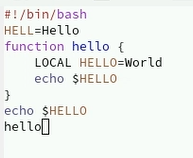 #!/bin/bash
HELL=Hello
function hello {
    LOCAL HELLO=World
    echo $HELLO
}
echo $HELLO
hello